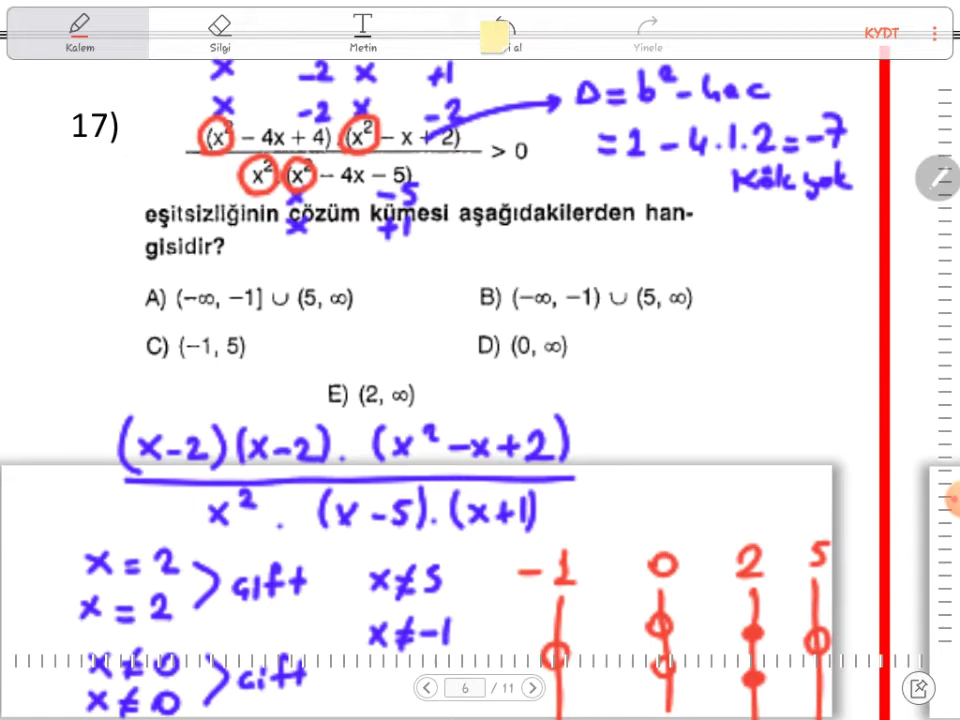 Kalem Silgi Metin Yinele KYDT
x -2 x +1
x -2 x -2
17) (x² - 4x + 4) (x² - x + 2)
x² (x² - 4x - 5) > 0
Δ = b² - 4ac
= 1 - 4.1.2 = -7
Kök yok
x -5
x +1
eşitsizliğinin çözüm kümesi aşağıdakilerden han-
gisidir?
A) (-∞, -1] ∪ (5, ∞) B) (-∞, -1) ∪ (5, ∞)
C) (-1, 5) D) (0, ∞)
E) (2, ∞)
(x-2)(x-2). (x²-x+2)
x² . (x-5).(x+1)
x = 2
x = 2 > çift
x ≠ 0
x ≠ 0 > çift
x ≠ 5
x ≠ -1
-1 0 2 5
6 / 11